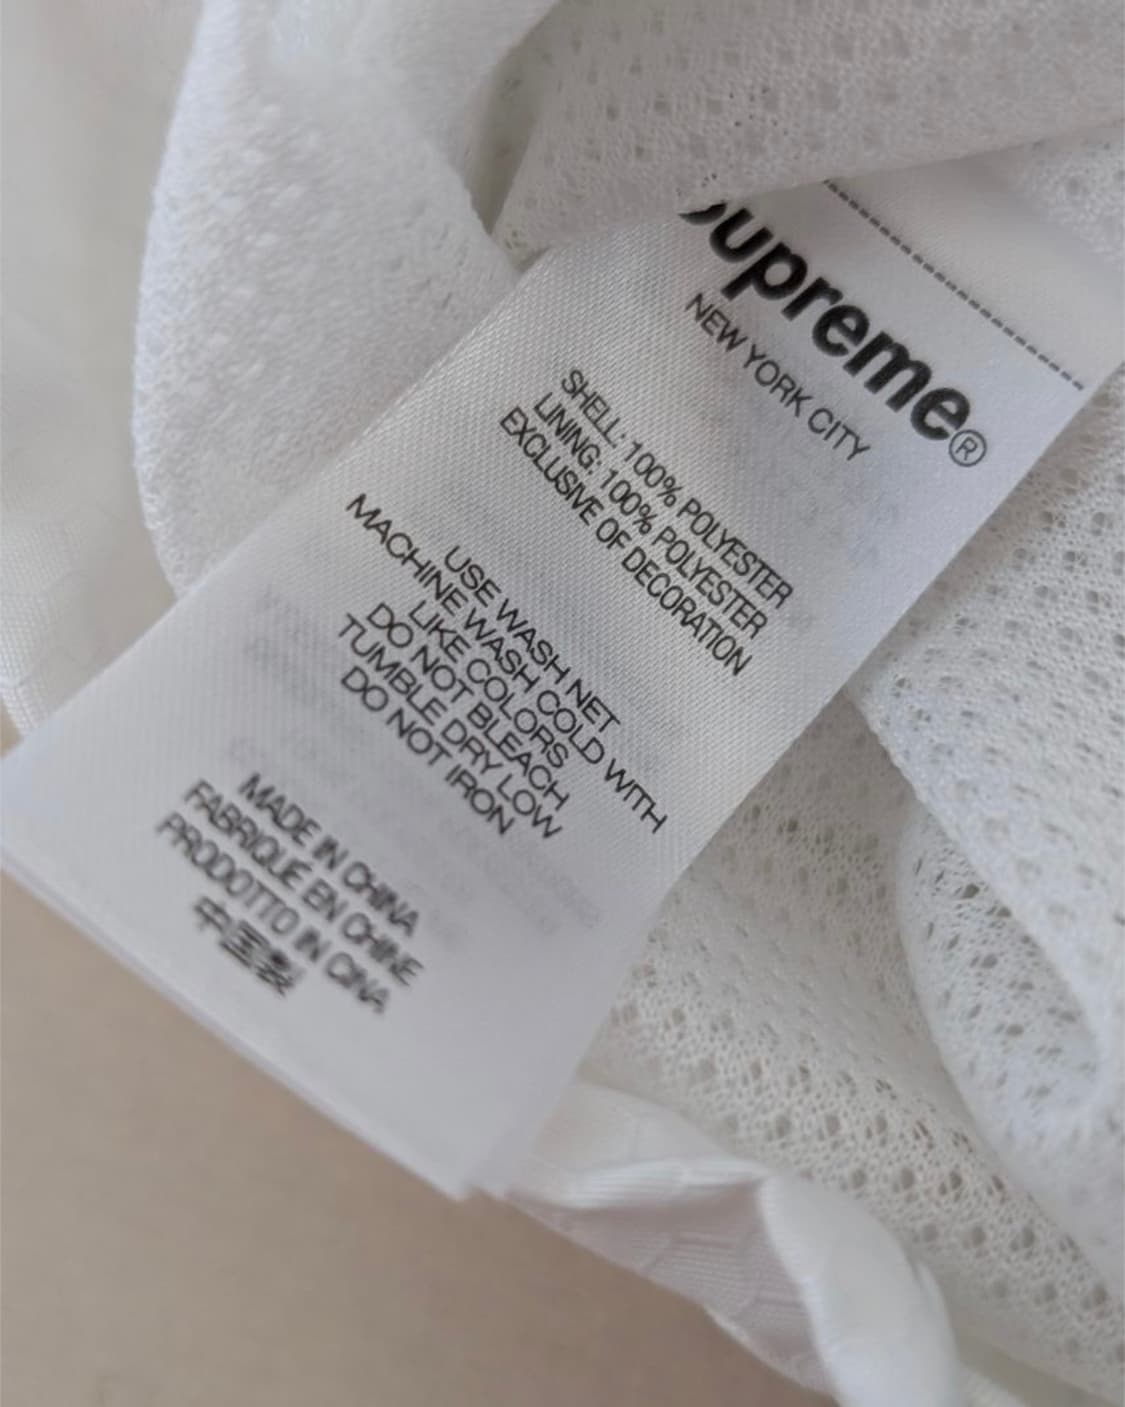 Supreme®
NEW YORK CITY
SHELL: 100% POLYESTER
LINING: 100% POLYESTER
EXCLUSIVE OF DECORATION
USE WASH NET
MACHINE WASH COLD WITH
LIKE COLORS
DO NOT BLEACH
TUMBLE DRY LOW
DO NOT IRON
MADE IN CHINA
FABRIQUÉ EN CHINE
PRODOTTO IN CINA
中国製